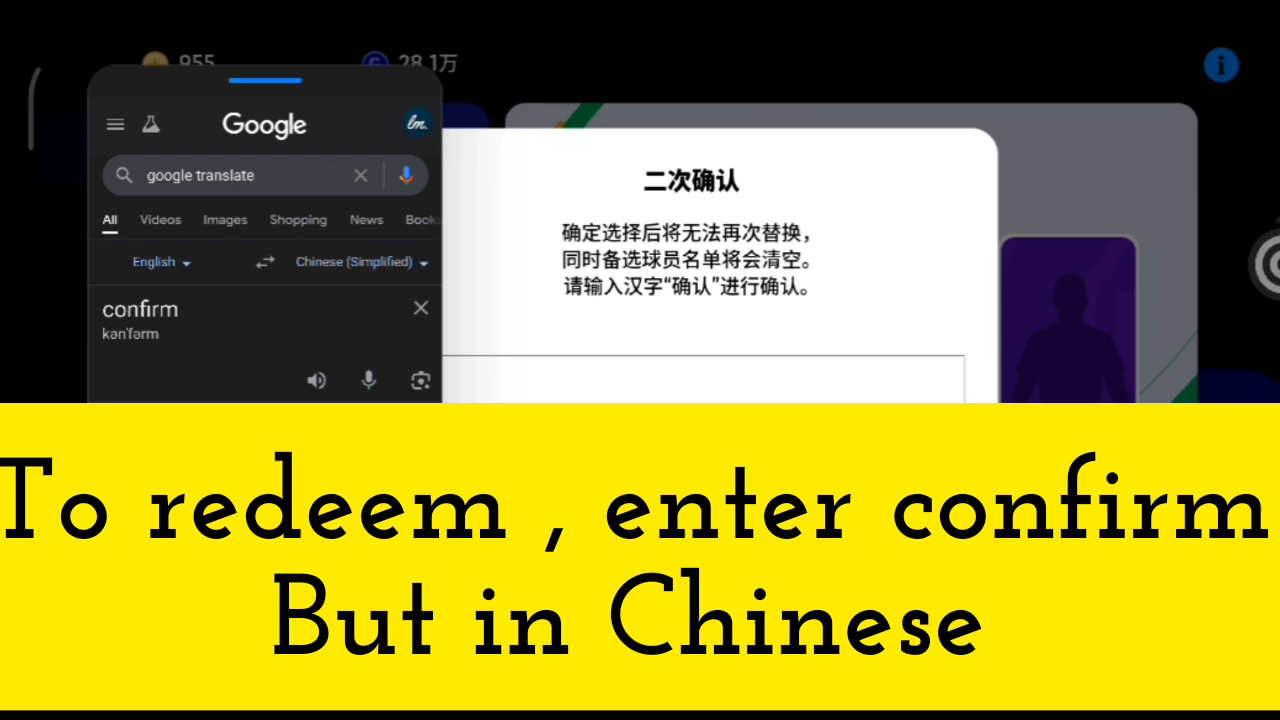 955
28.1万
Google
lm.
google translate
All Videos Images Shopping News Book
English Chinese (Simplified)
confirm
kənˈfərm
二次确认
确定选择后将无法再次替换，
同时备选球员名单将会清空。
请输入汉字“确认”进行确认。
To redeem , enter confirm
But in Chinese